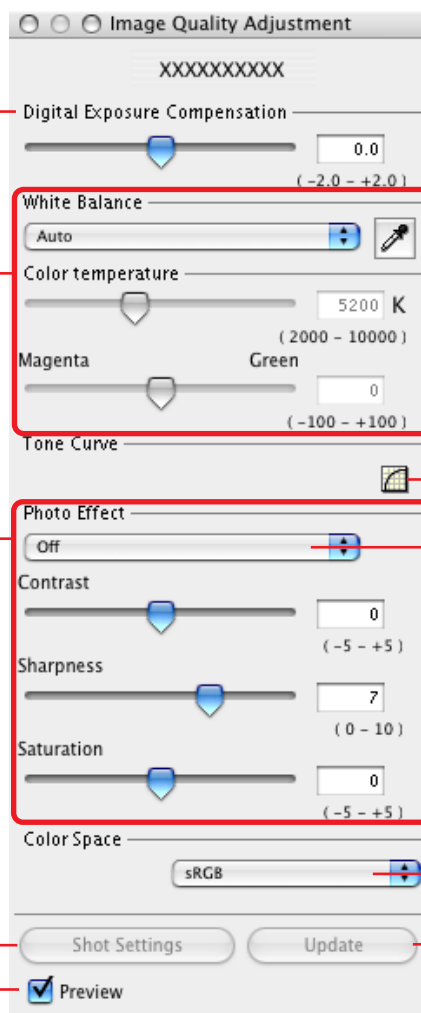 Image Quality Adjustment
XXXXXXXXXX
Digital Exposure Compensation
0.0
(-2.0 - +2.0)
White Balance
Auto
Color temperature
5200 K
(2000 - 10000)
Magenta Green
0
(-100 - +100)
Tone Curve
Photo Effect
Off
Contrast
0
(-5 - +5)
Sharpness
7
(0 - 10)
Saturation
0
(-5 - +5)
Color Space
sRGB
Shot Settings Update
Preview